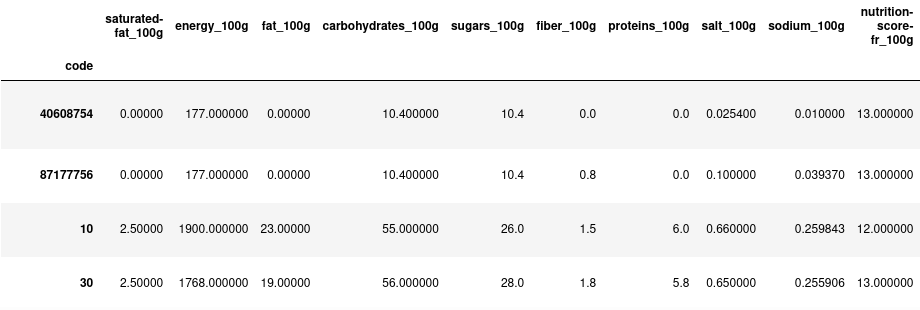 saturated-fat_100g energy_100g fat_100g carbohydrates_100g sugars_100g fiber_100g proteins_100g salt_100g sodium_100g nutrition-score-fr_100g
code
40608754 0.00000 177.000000 0.00000 10.400000 10.4 0.0 0.0 0.025400 0.010000 13.000000
87177756 0.00000 177.000000 0.00000 10.400000 10.4 0.8 0.0 0.100000 0.039370 13.000000
10 2.50000 1900.000000 23.00000 55.000000 26.0 1.5 6.0 0.660000 0.259843 12.000000
30 2.50000 1768.000000 19.00000 56.000000 28.0 1.8 5.8 0.650000 0.255906 13.000000